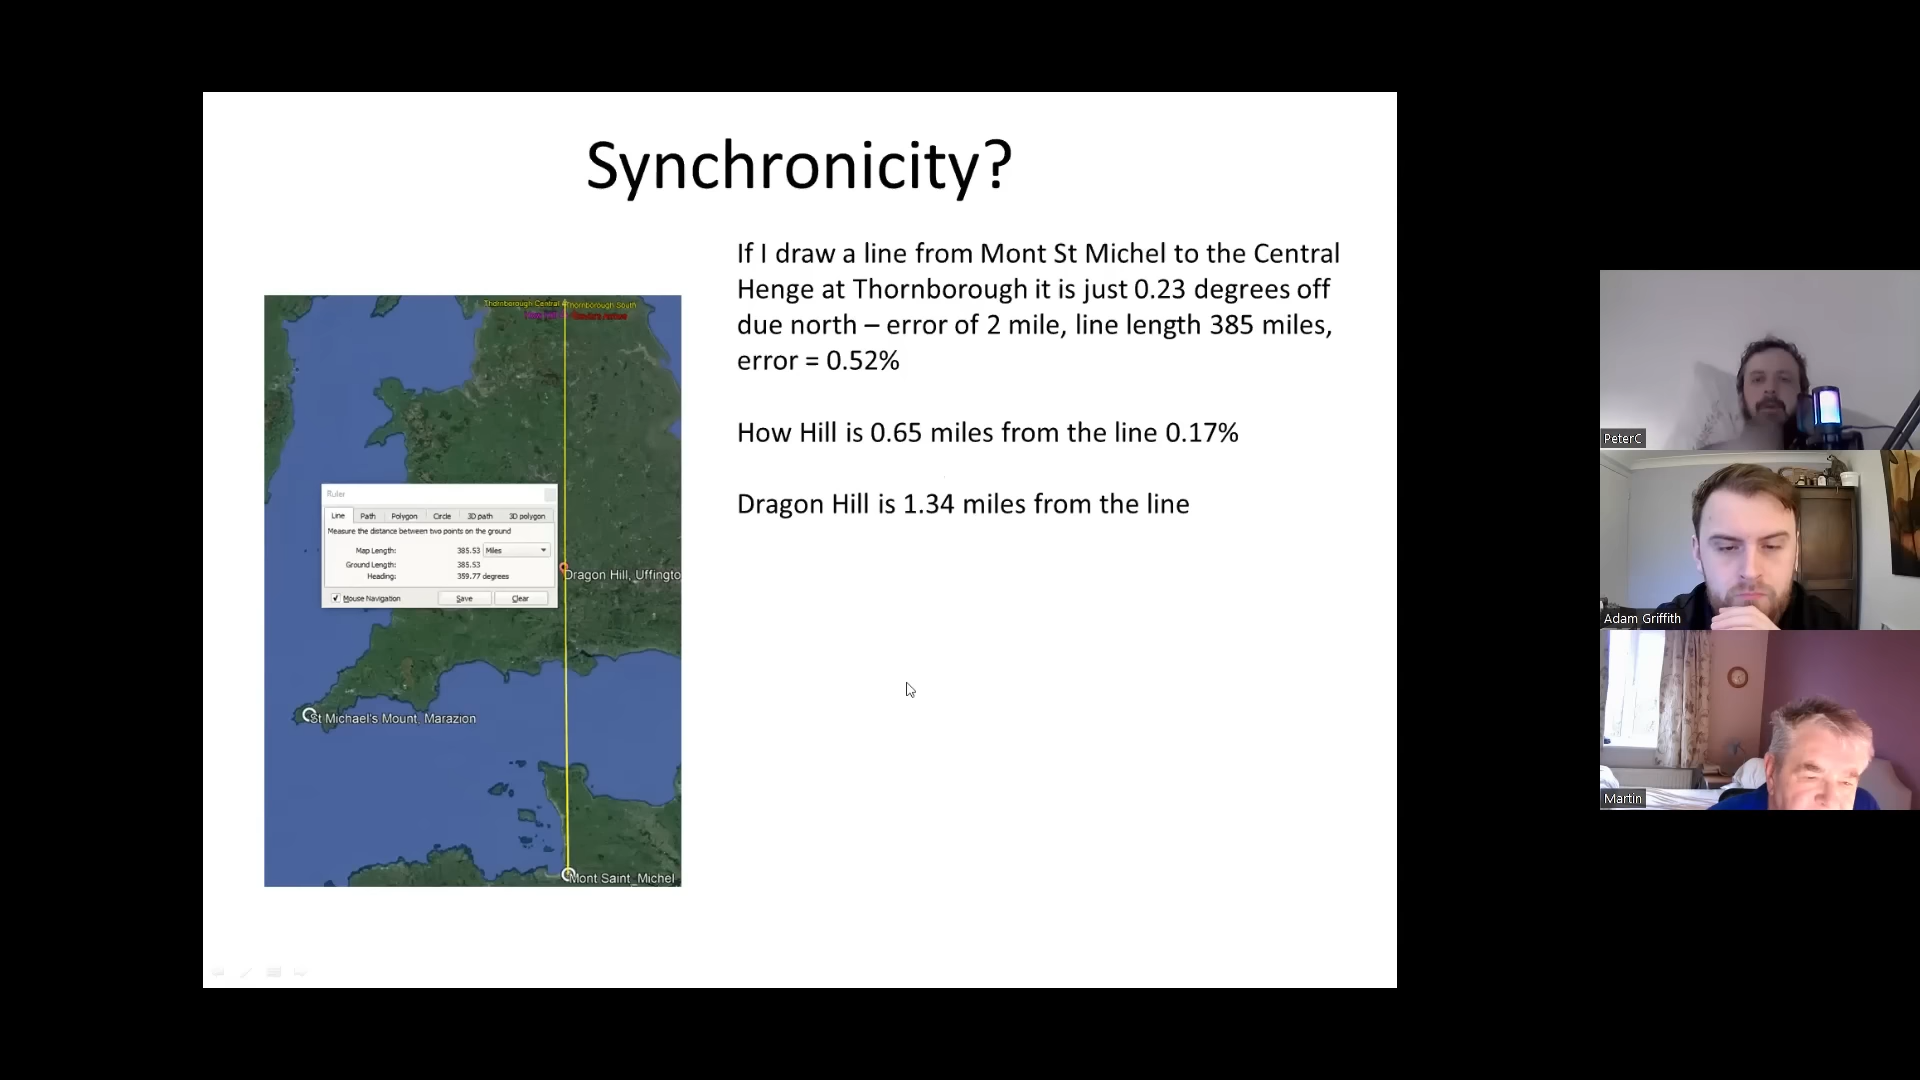 Synchronicity?
If I draw a line from Mont St Michel to the Central
Henge at Thornborough it is just 0.23 degrees off
due north – error of 2 mile, line length 385 miles,
error = 0.52%
How Hill is 0.65 miles from the line 0.17%
Dragon Hill is 1.34 miles from the line
Thornborough Central Thornborough South
Ruler
Line Path Polygon Circle 3D path 3D polygon
Measure the distance between two points on the ground
Map Length: 385.53 Miles
Ground Length: 385.53
Heading: 359.77 degrees
Mouse Navigation Save Clear
Dragon Hill, Uffingto
St Michael's Mount, Marazion
Mont Saint_Michel
PeterC
Adam Griffith
Martin